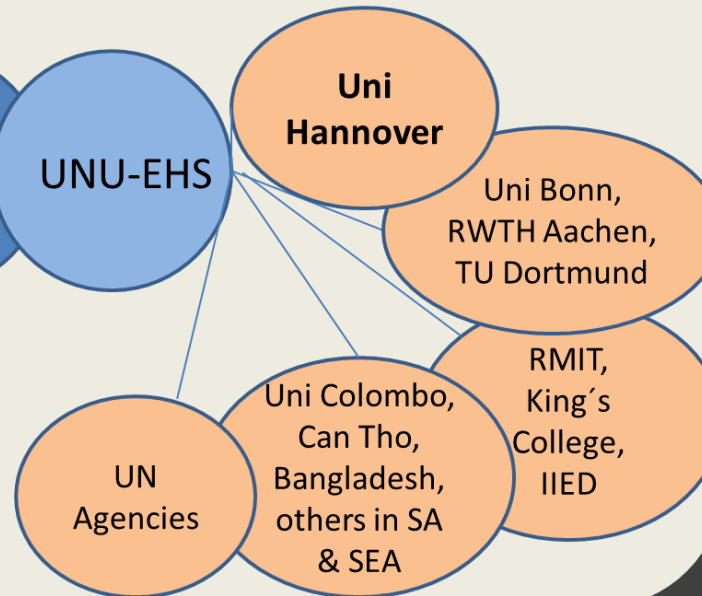 UNU-EHS
Uni
Hannover
Uni Bonn,
RWTH Aachen,
TU Dortmund
RMIT,
King´s
College,
IIED
Uni Colombo,
Can Tho,
Bangladesh,
others in SA
& SEA
UN
Agencies